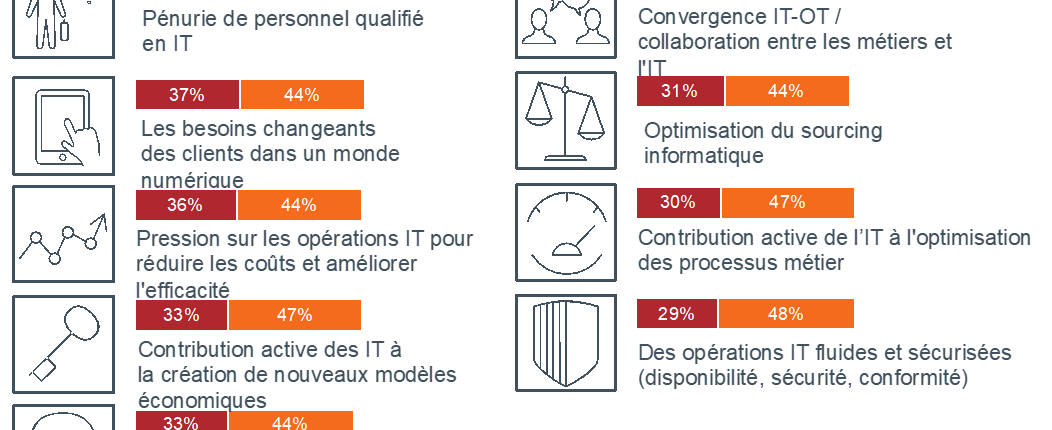 Pénurie de personnel qualifié
en IT
37% 44%
Les besoins changeants
des clients dans un monde
numérique
36% 44%
Pression sur les opérations IT pour
réduire les coûts et améliorer
l'efficacité
33% 47%
Contribution active des IT à
la création de nouveaux modèles
économiques
33% 44%
Convergence IT-OT /
collaboration entre les métiers et
l'IT
31% 44%
Optimisation du sourcing
informatique
30% 47%
Contribution active de l’IT à l'optimisation
des processus métier
29% 48%
Des opérations IT fluides et sécurisées
(disponibilité, sécurité, conformité)